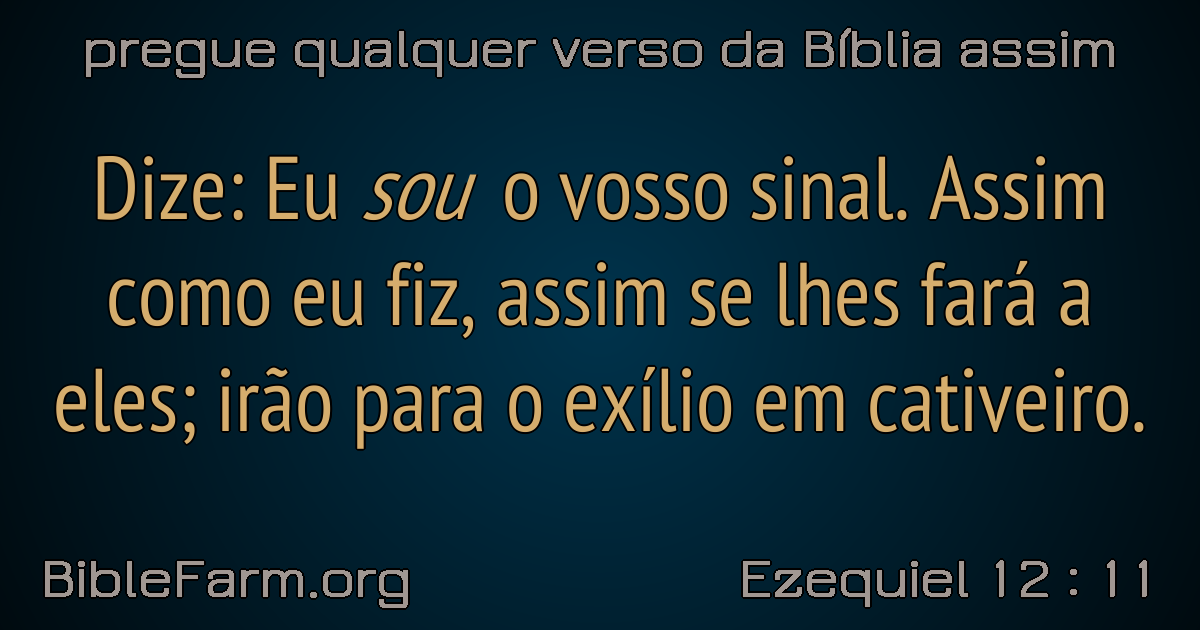 pregue qualquer verso da Bíblia assim
Dize: Eu sou o vosso sinal. Assim
como eu fiz, assim se lhes fará a
eles; irão para o exílio em cativeiro.
BibleFarm.org
Ezequiel 12 : 11